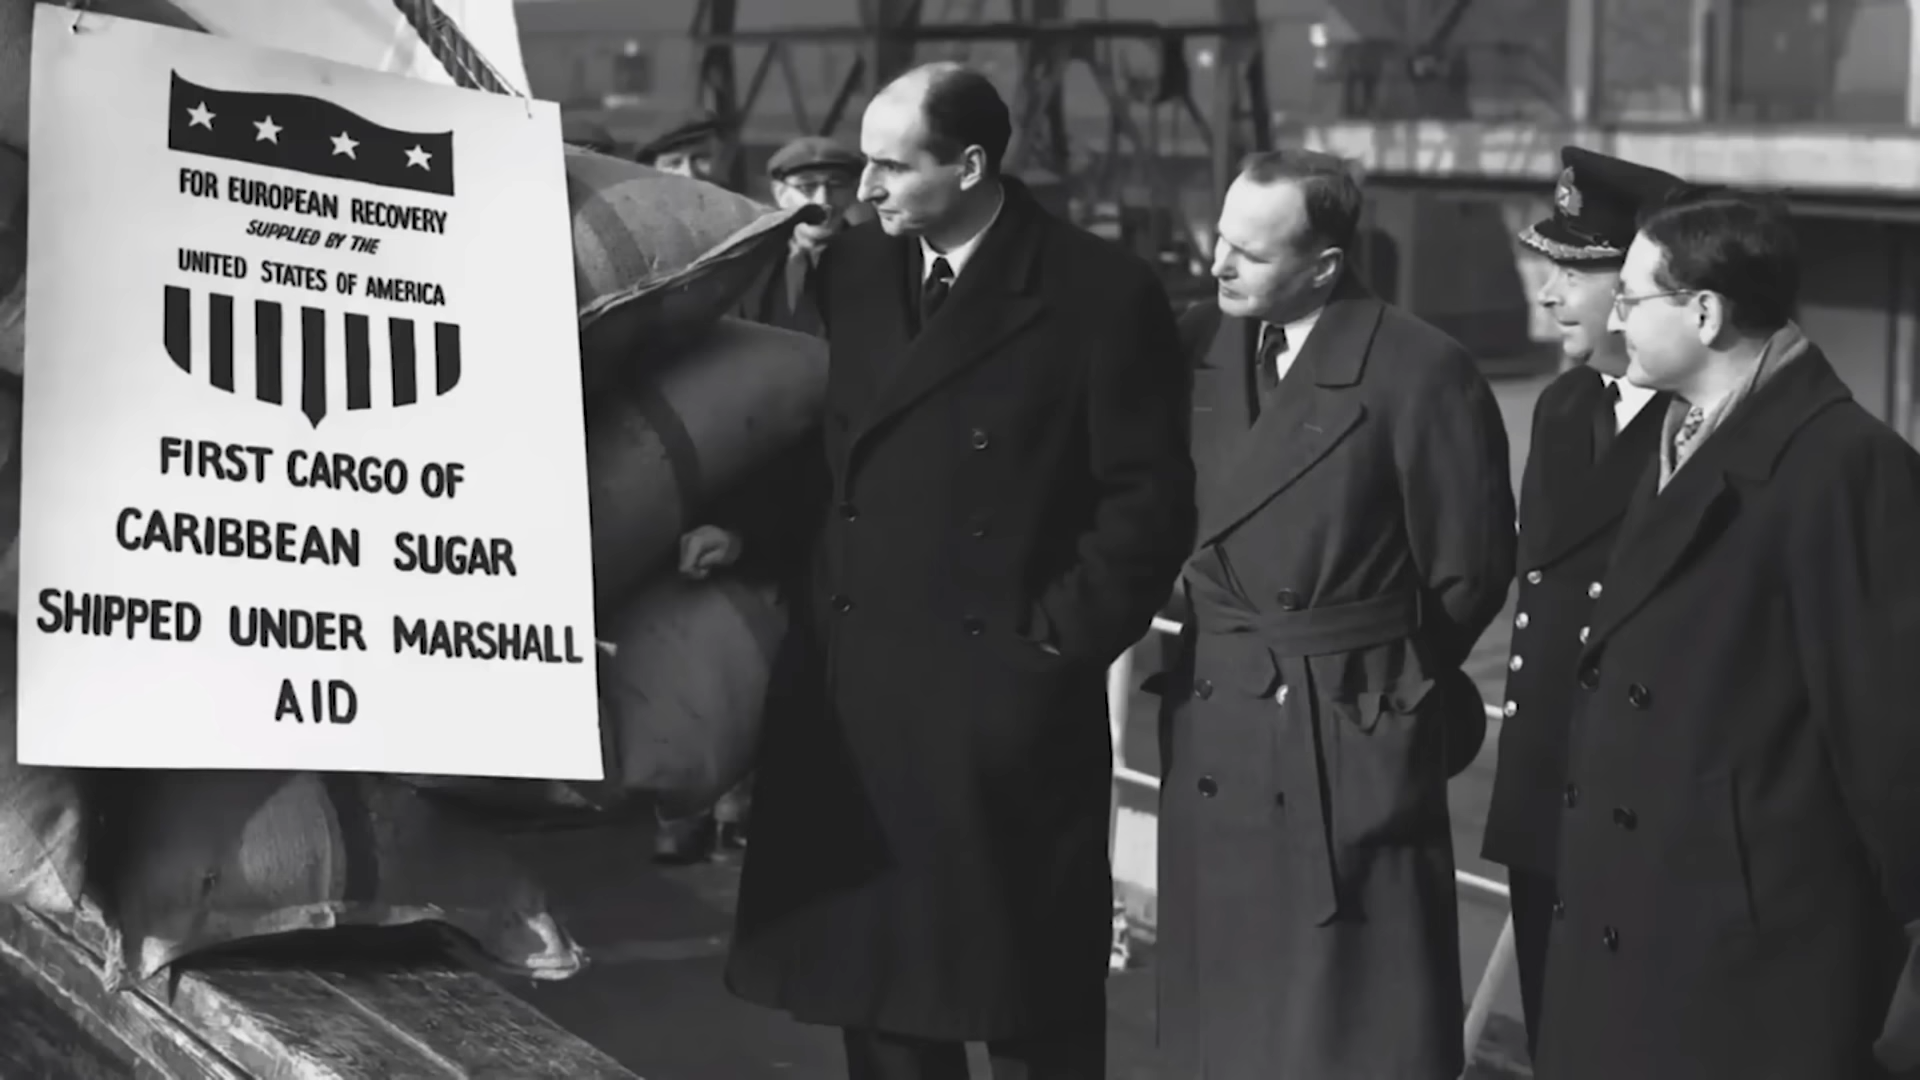 FOR EUROPEAN RECOVERY
SUPPLIED BY THE
UNITED STATES OF AMERICA
FIRST CARGO OF
CARIBBEAN SUGAR
SHIPPED UNDER MARSHALL
AID